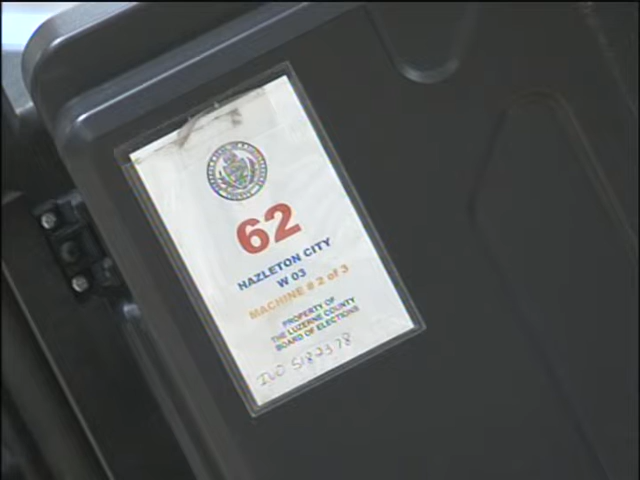 62
HAZLETON CITY
W 03
MACHINE # 2 of 3
PROPERTY OF
THE LUZERNE COUNTY
BOARD OF ELECTIONS